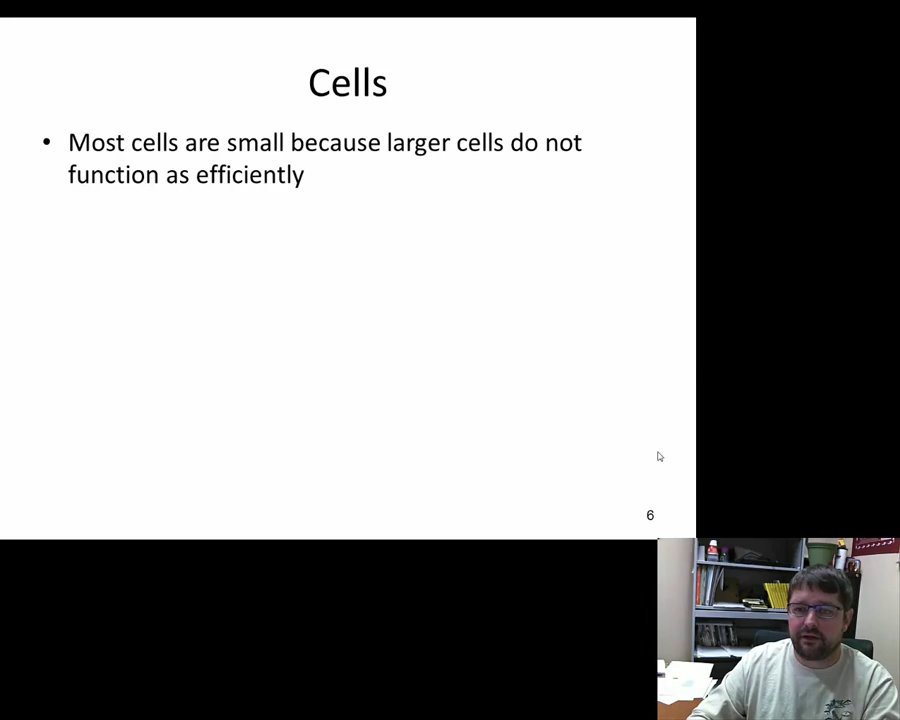 Cells
• Most cells are small because larger cells do not
function as efficiently
6